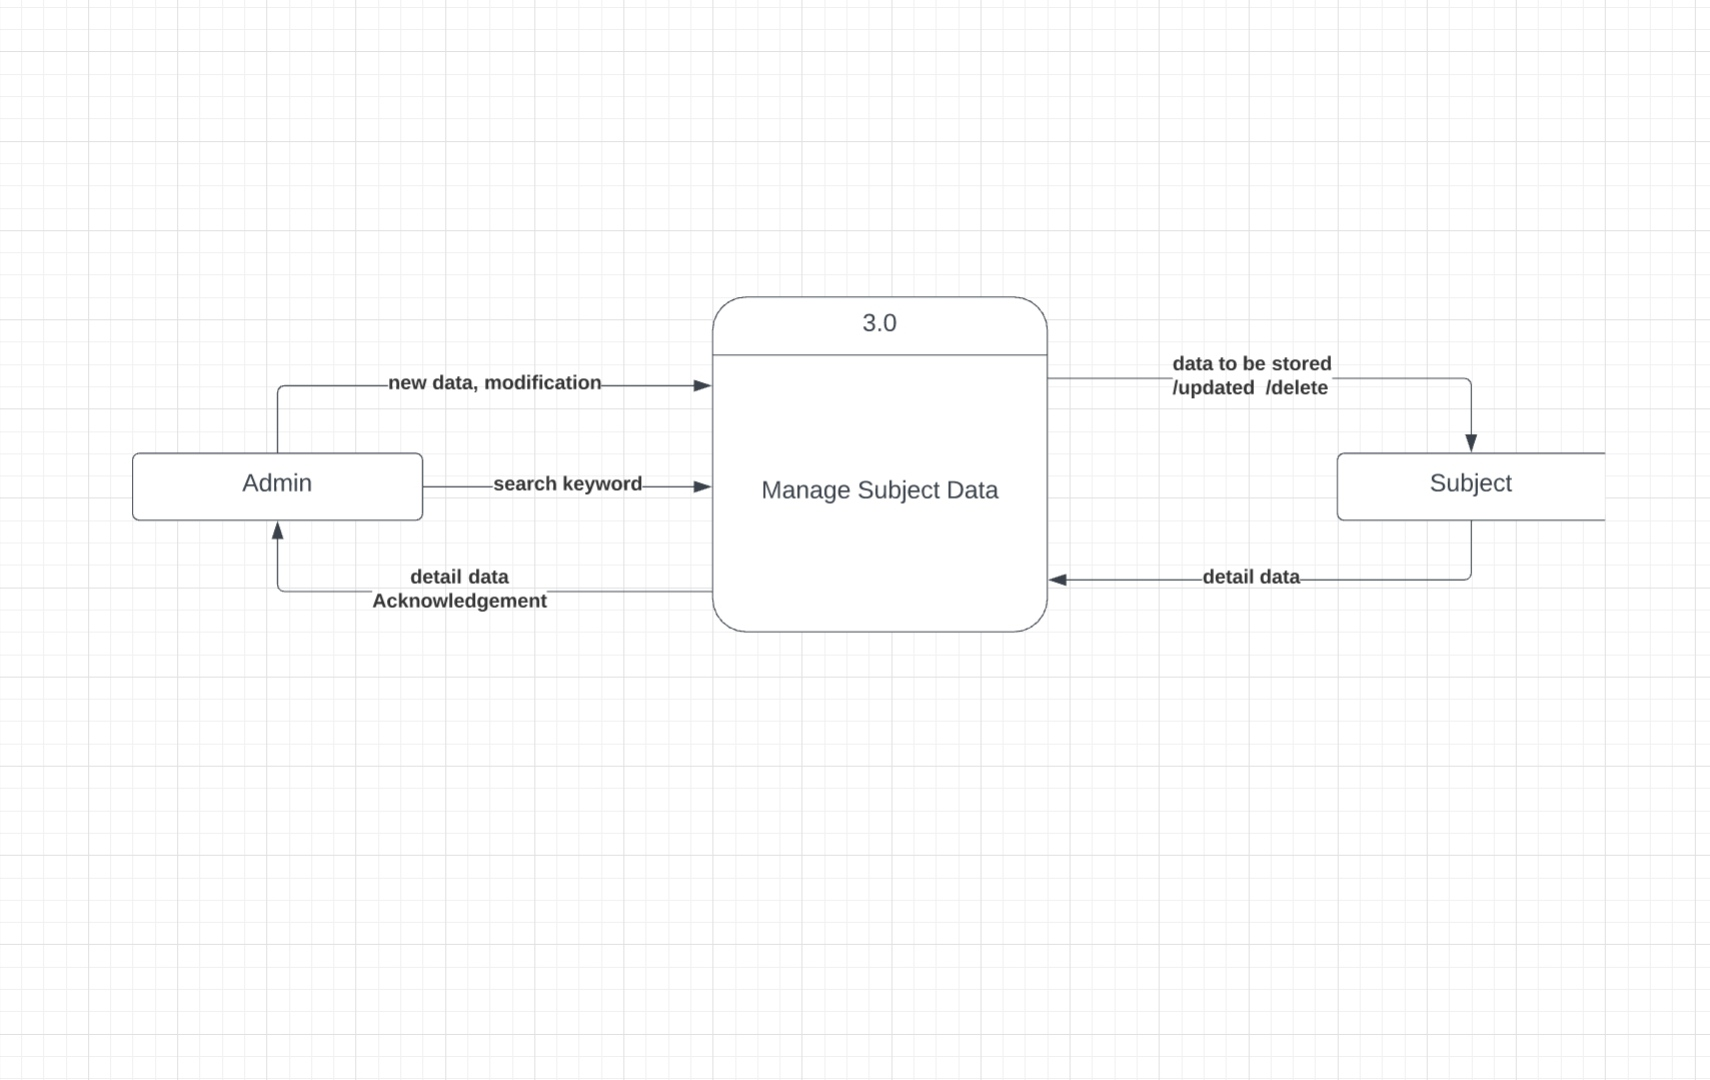 3.0
new data, modification
data to be stored
/updated  /delete
Admin
search keyword
Manage Subject Data
Subject
detail data
Acknowledgement
detail data